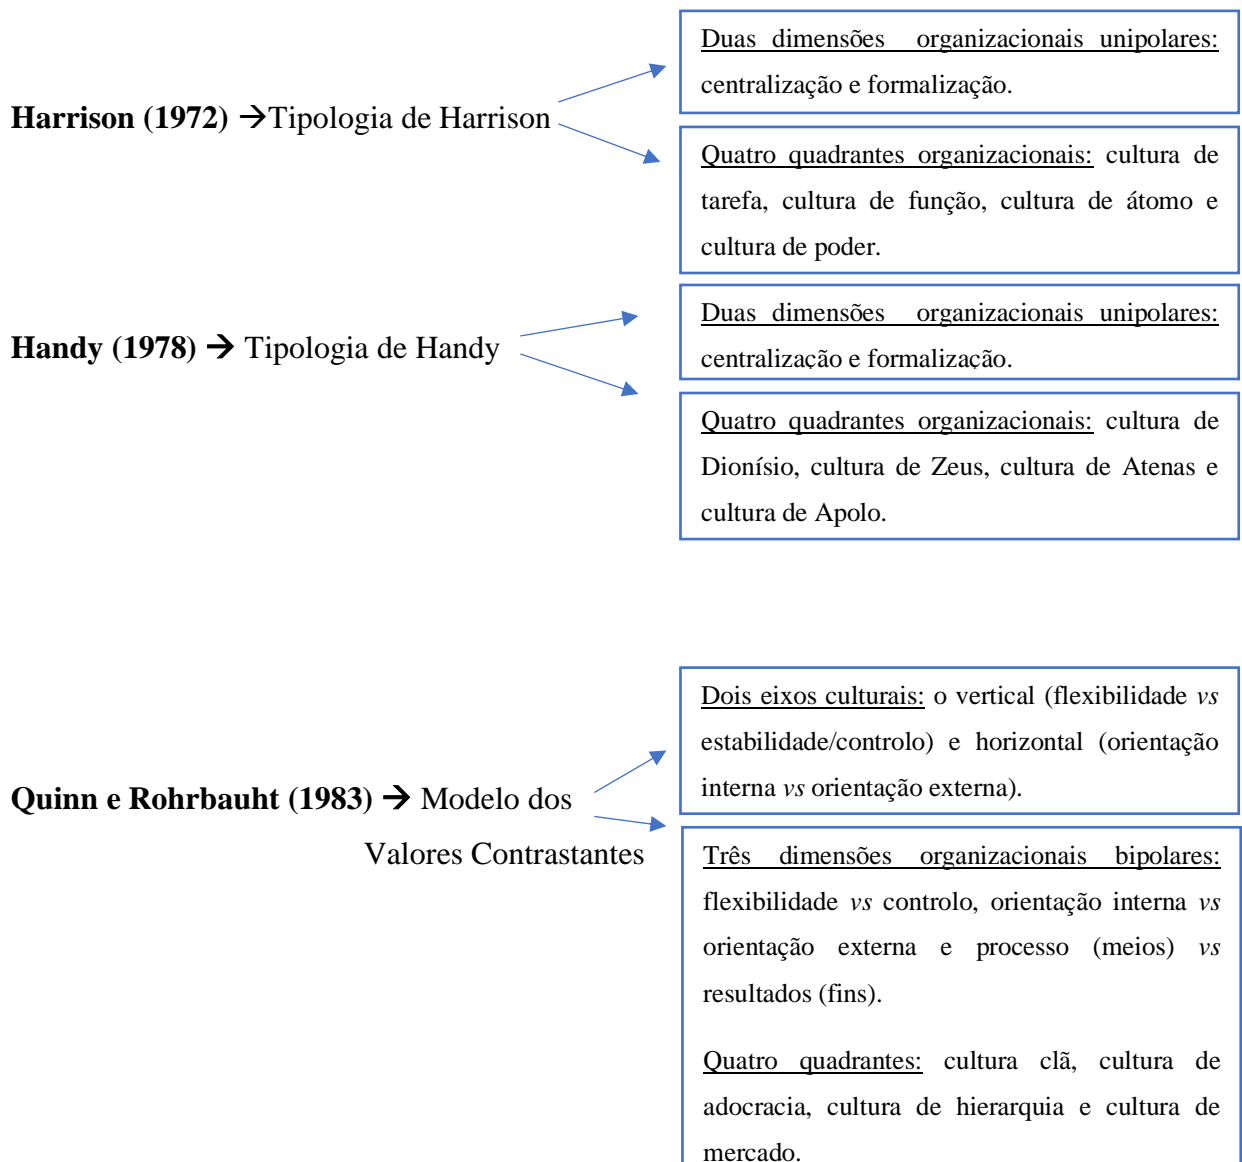 Duas dimensões organizacionais unipolares:
centralização e formalização.
Harrison (1972) →Tipologia de Harrison
Quatro quadrantes organizacionais: cultura de
tarefa, cultura de função, cultura de átomo e
cultura de poder.
Duas dimensões organizacionais unipolares:
centralização e formalização.
Handy (1978) → Tipologia de Handy
Quatro quadrantes organizacionais: cultura de
Dionísio, cultura de Zeus, cultura de Atenas e
cultura de Apolo.
Dois eixos culturais: o vertical (flexibilidade vs
estabilidade/controlo) e horizontal (orientação
interna vs orientação externa).
Quinn e Rohrbauht (1983) → Modelo dos
Valores Contrastantes
Três dimensões organizacionais bipolares:
flexibilidade vs controlo, orientação interna vs
orientação externa e processo (meios) vs
resultados (fins).
Quatro quadrantes: cultura clã, cultura de
adocracia, cultura de hierarquia e cultura de
mercado.